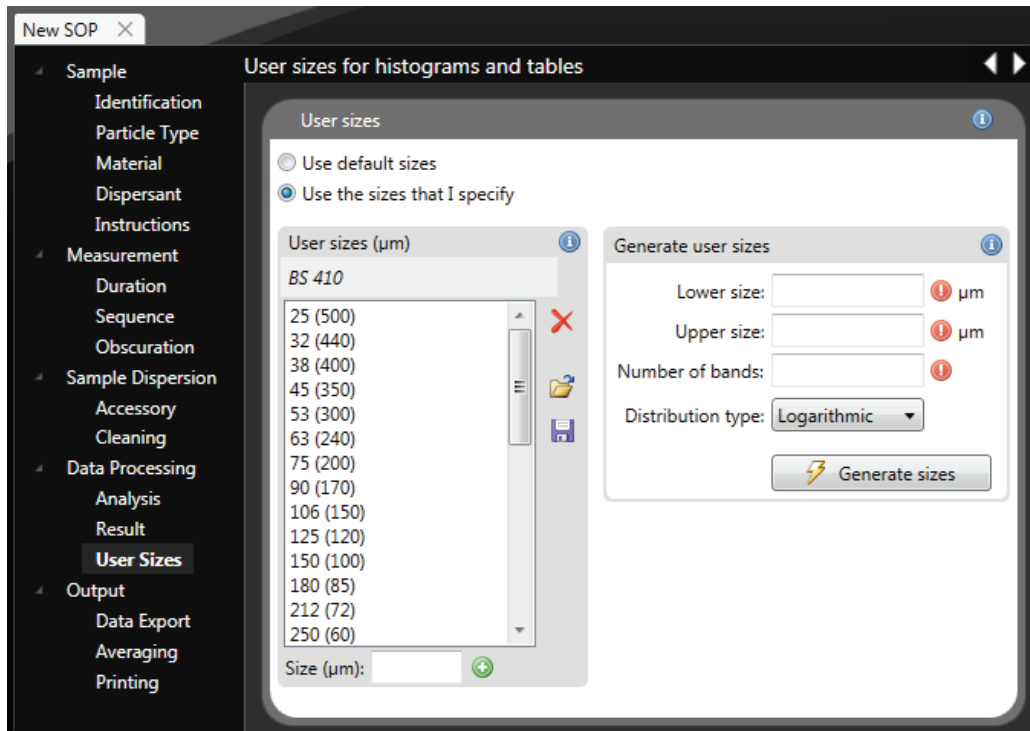 New SOP
Sample
Identification
Particle Type
Material
Dispersant
Instructions
Measurement
Duration
Sequence
Obscuration
Sample Dispersion
Accessory
Cleaning
Data Processing
Analysis
Result
User Sizes
Output
Data Export
Averaging
Printing
User sizes for histograms and tables
User sizes
Use default sizes
Use the sizes that I specify
User sizes (µm)
BS 410
25 (500)
32 (440)
38 (400)
45 (350)
53 (300)
63 (240)
75 (200)
90 (170)
106 (150)
125 (120)
150 (100)
180 (85)
212 (72)
250 (60)
Size (µm):
Generate user sizes
Lower size: µm
Upper size: µm
Number of bands:
Distribution type: Logarithmic
Generate sizes